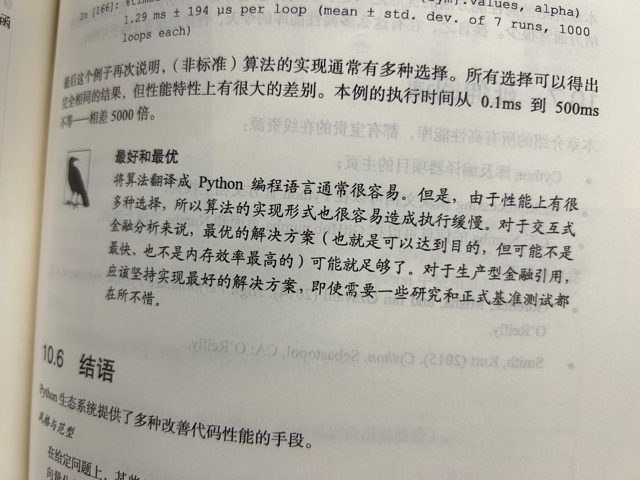 In [166]: %time .values, alpha)
1.29 ms ± 194 µs per loop (mean ± std. dev. of 7 runs, 1000
loops each)
最后这个例子再次说明，（非标准）算法的实现通常有多种选择。所有选择可以得出
完全相同的结果，但性能特性上有很大的差别。本例的执行时间从 0.1ms 到 500ms
不等——相差 5000 倍。
最好和最优
将算法翻译成 Python 编程语言通常很容易。但是，由于性能上有很
多种选择，所以算法的实现形式也很容易造成执行缓慢。对于交互式
金融分析来说，最优的解决方案（也就是可以达到目的，但可能不是
最快、也不是内存效率最高的）可能就足够了。对于生产型金融引用，
应该坚持实现最好的解决方案，即使需要一些研究和正式基准测试都
在所不惜。
10.6 结语
Python 生态系统提供了多种改善代码性能的手段。
风格与范型
在给定问题上，某些